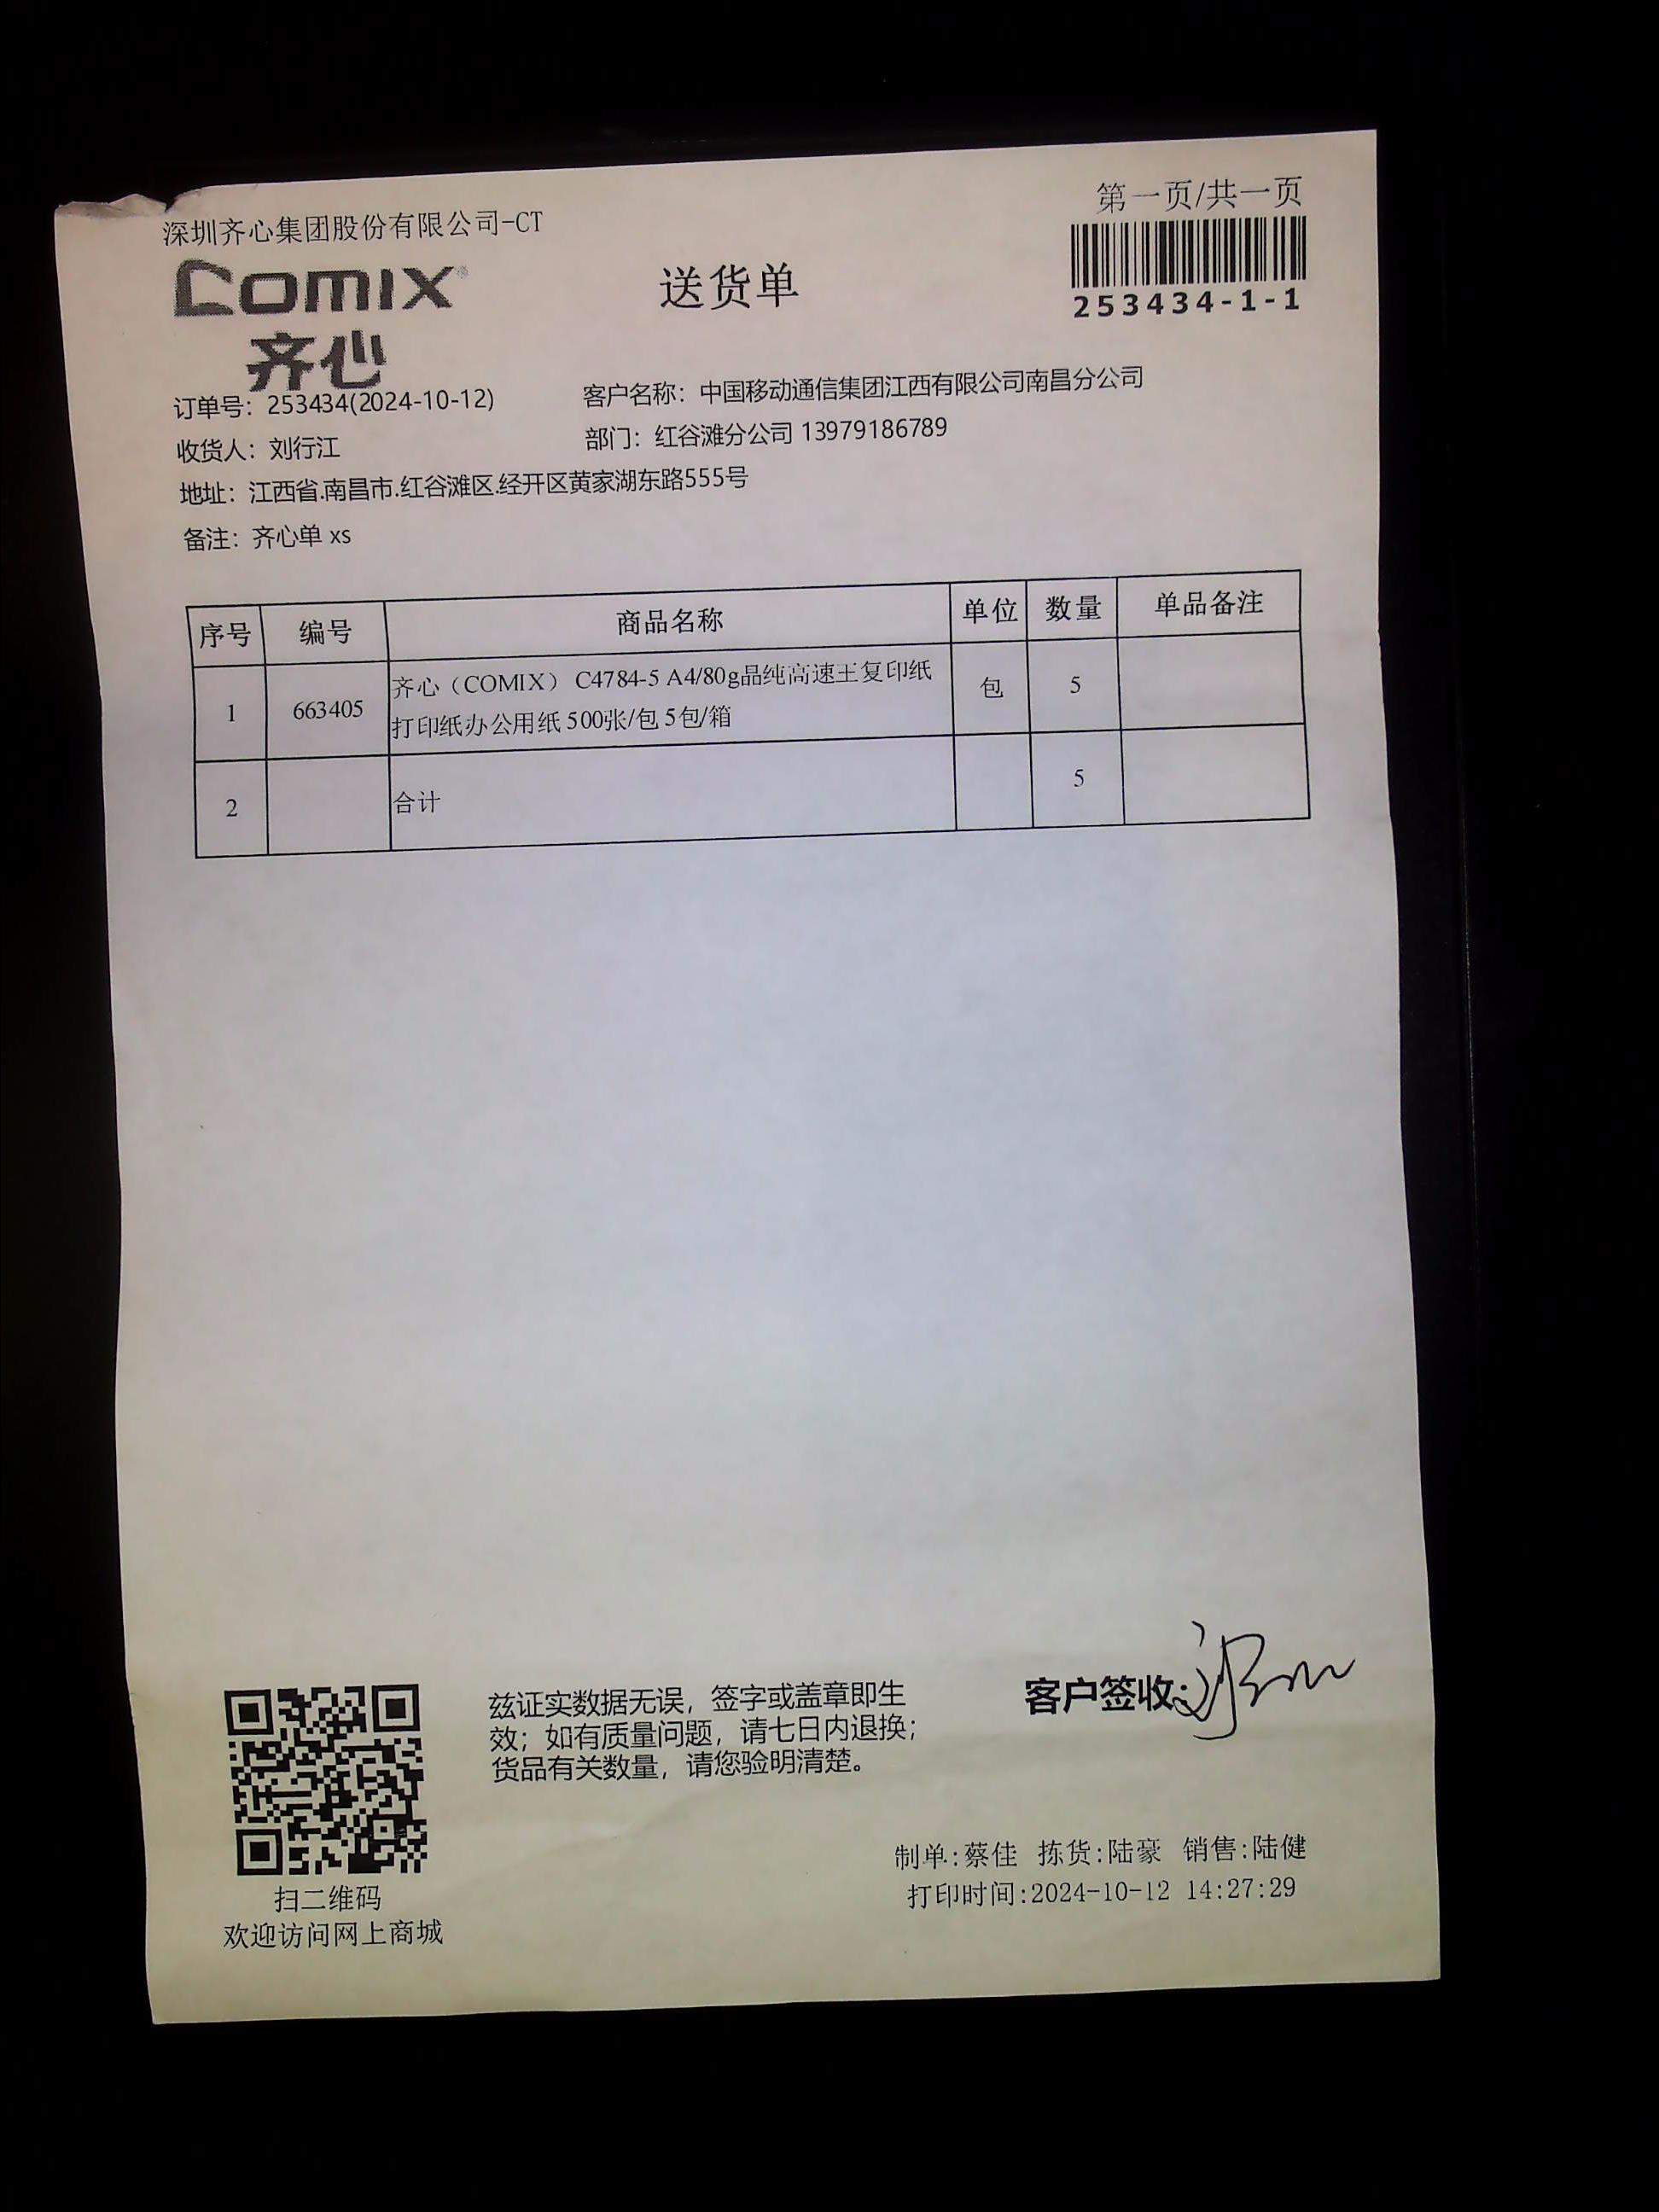 第一页/共一页
深圳齐心集团股份有限公司-CT
COMIX
齐心
送货单
253434-1-1
订单号：253434(2024-10-12)
客户名称：中国移动通信集团江西有限公司南昌分公司
收货人：刘行江
部门：红谷滩分公司 13979186789
地址：江西省.南昌市.红谷滩区.经开区黄家湖东路555号
备注：齐心单 xs
序号 编号 商品名称 单位 数量 单品备注
1 663405 齐心（COMIX） C4784-5 A4/80g品纯高速王复印纸 包 5
打印纸办公用纸 500张/包 5包/箱
2 合计 5
兹证实数据无误，签字或盖章即生
效；如有质量问题，请七日内退换；
货品有关数量，请您验明清楚。
客户签收:
扫二维码
欢迎访问网上商城
制单:蔡佳 拣货:陆豪 销售:陆健
打印时间:2024-10-12 14:27:29